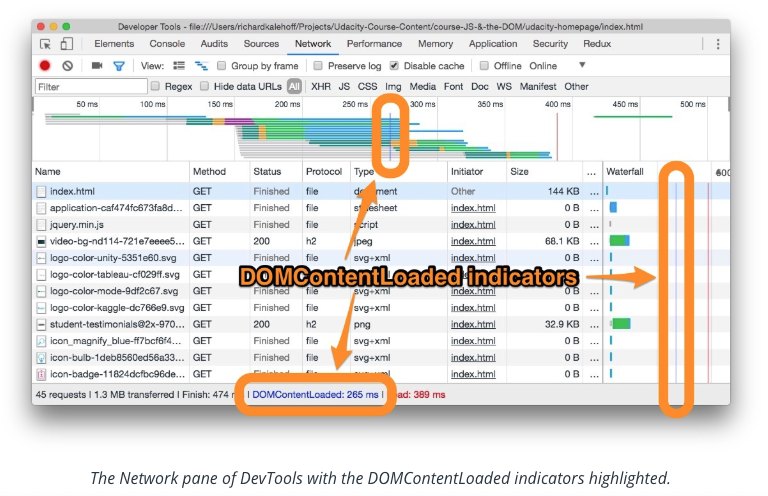 Developer Tools - file:///Users/richardkalehoff/Projects/Udacity-Course-Content/course-JS-&-the-DOM/udacity-homepage/index.html
Elements Console Audits Sources Network Performance Memory Application Security Redux
View: Group by frame Preserve log Disable cache Offline Online
Filter Regex Hide data URLs All XHR JS CSS Img Media Font Doc WS Manifest Other
50 ms 100 ms 150 ms 200 ms 250 ms 300 ms 350 ms 400 ms 450 ms 500 ms
Name Method Status Protocol Type Initiator Size ... Waterfall
index.html GET Finished file document Other 144 KB ...
application-caf474fc673fa8d... GET Finished file stylesheet index.html 0 B ...
jquery.min.js GET Finished file script index.html 0 B ...
video-bg-nd114-721e7eeee5... GET 200 h2 jpeg index.html 68.1 KB ...
logo-color-unity-5351e60.svg GET Finished file svg+xml index.html 0 B ...
logo-color-tableau-cf029ff.svg GET Finished file svg+xml index.html 0 B ...
DOMContentLoaded indicators
logo-color-mode-9df2c67.svg GET Finished file svg+xml index.html 0 B ...
logo-color-kaggle-dc766e9.svg GET Finished file svg+xml index.html 0 B ...
student-testimonials@2x-970... GET 200 h2 png index.html 32.9 KB ...
icon_magnify_blue-ff7bcf6f4... GET Finished file svg+xml index.html 0 B ...
icon-bulb-1deb8560ed56a33... GET Finished file svg+xml index.html 0 B ...
icon-badge-11824dcfbc96de... GET Finished file svg+xml index.html 0 B ...
45 requests | 1.3 MB transferred | Finish: 474 ms | DOMContentLoaded: 265 ms | Load: 389 ms
The Network pane of DevTools with the DOMContentLoaded indicators highlighted.